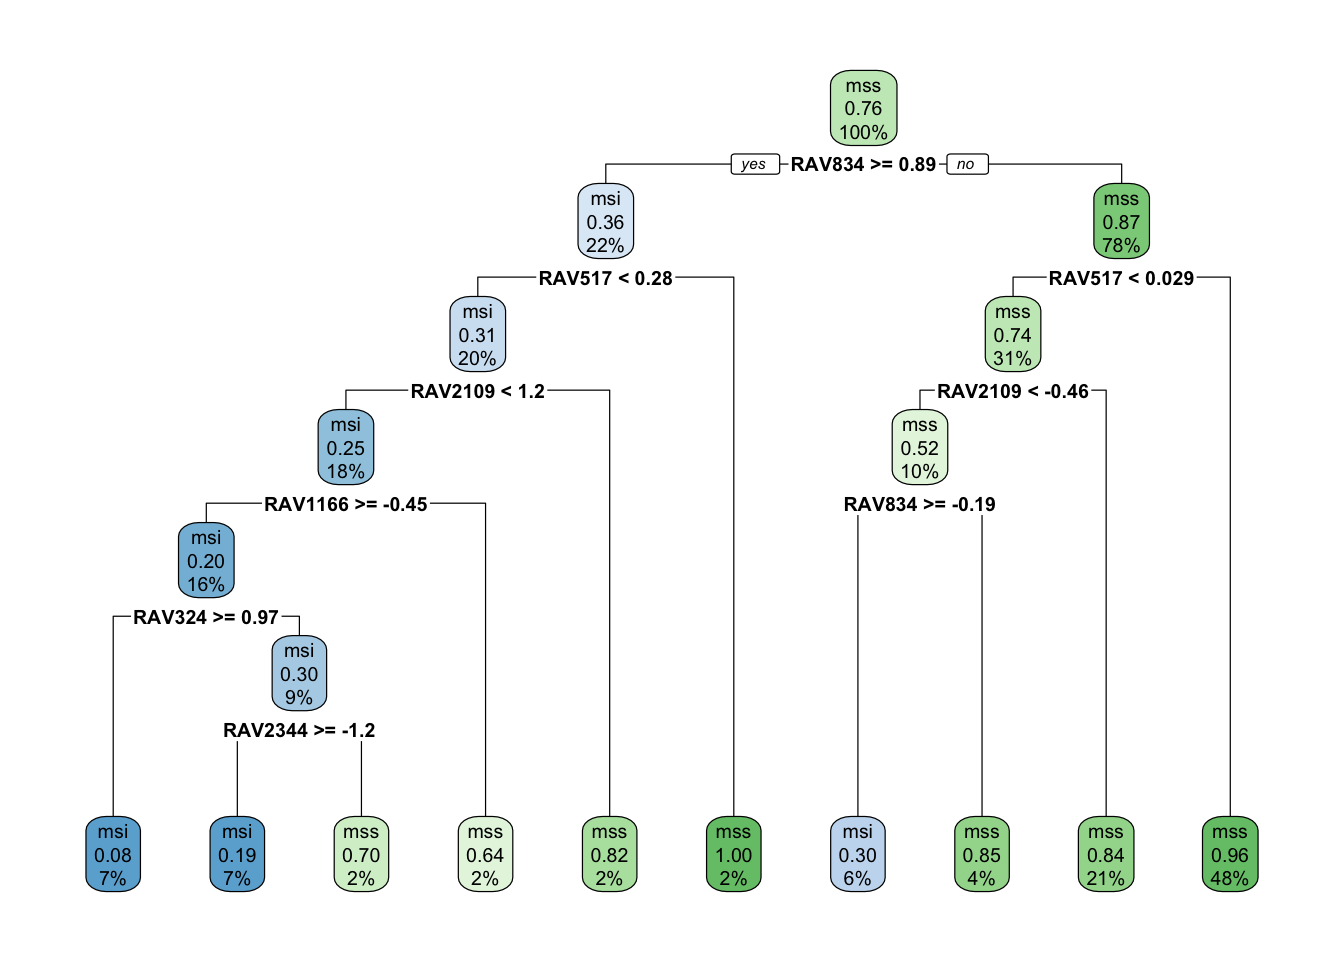 mss
0.76
100%
yes RAV834 >= 0.89 no
msi
0.36
22%
mss
0.87
78%
RAV517 < 0.28
RAV517 < 0.029
msi
0.31
20%
mss
0.74
31%
RAV2109 < 1.2
RAV2109 < -0.46
msi
0.25
18%
mss
0.52
10%
RAV1166 >= -0.45
RAV834 >= -0.19
msi
0.20
16%
RAV324 >= 0.97
msi
0.30
9%
RAV2344 >= -1.2
msi
0.08
7%
msi
0.19
7%
mss
0.70
2%
mss
0.64
2%
mss
0.82
2%
mss
1.00
2%
msi
0.30
6%
mss
0.85
4%
mss
0.84
21%
mss
0.96
48%